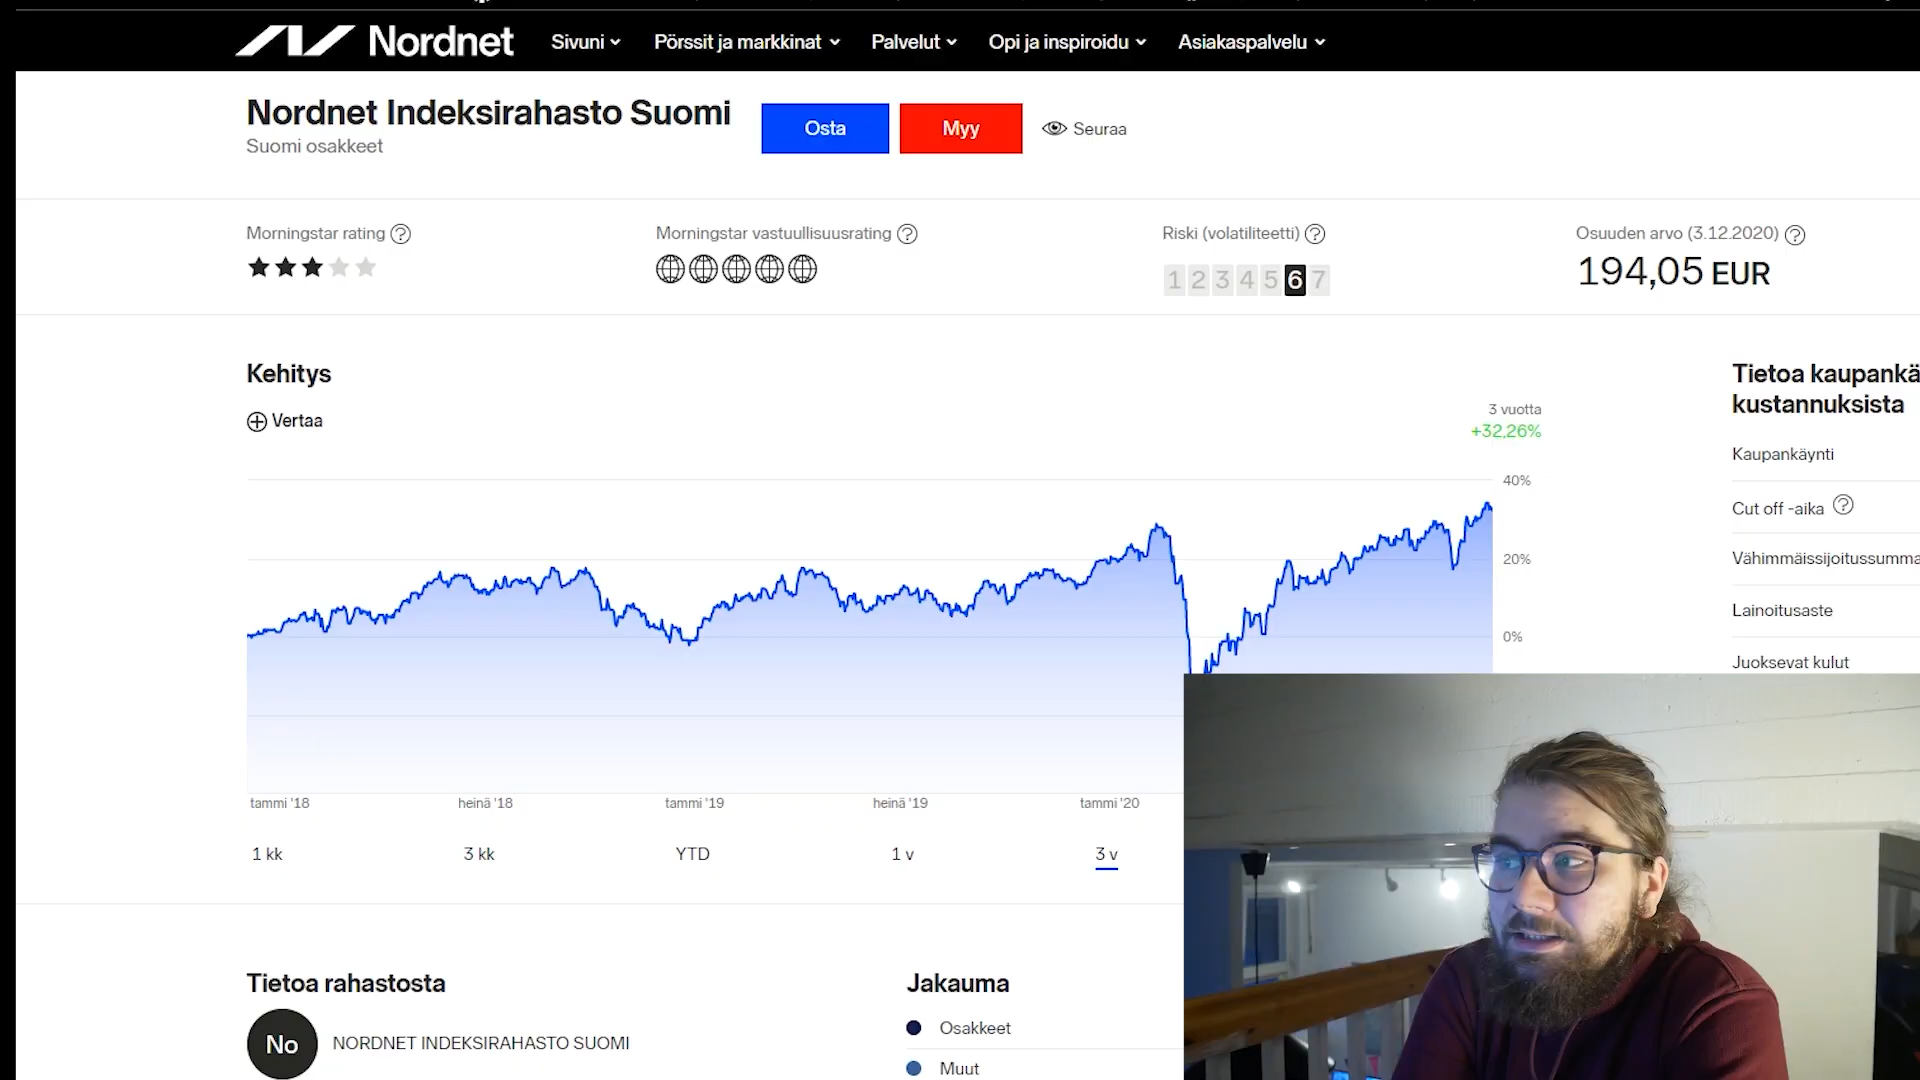 Nordnet Sivuni Pörssit ja markkinat Palvelut Opi ja inspiroidu Asiakaspalvelu
Nordnet Indeksirahasto Suomi
Suomi osakkeet
Osta
Myy
Seuraa
Morningstar rating ?
Morningstar vastuullisuusrating ?
Riski (volatiliteetti) ?
1 2 3 4 5 6 7
Osuuden arvo (3.12.2020) ?
194,05 EUR
Kehitys
Vertaa
3 vuotta
+32,26%
40%
20%
0%
tammi '18 heinä '18 tammi '19 heinä '19 tammi '20
1 kk 3 kk YTD 1 v 3 v
Tietoa kaupankä
kustannuksista
Kaupankäynti
Cut off -aika ?
Vähimmäissijoitussumma
Lainoitusaste
Juoksevat kulut
Tietoa rahastosta
No
NORDNET INDEKSIRAHASTO SUOMI
Jakauma
Osakkeet
Muut